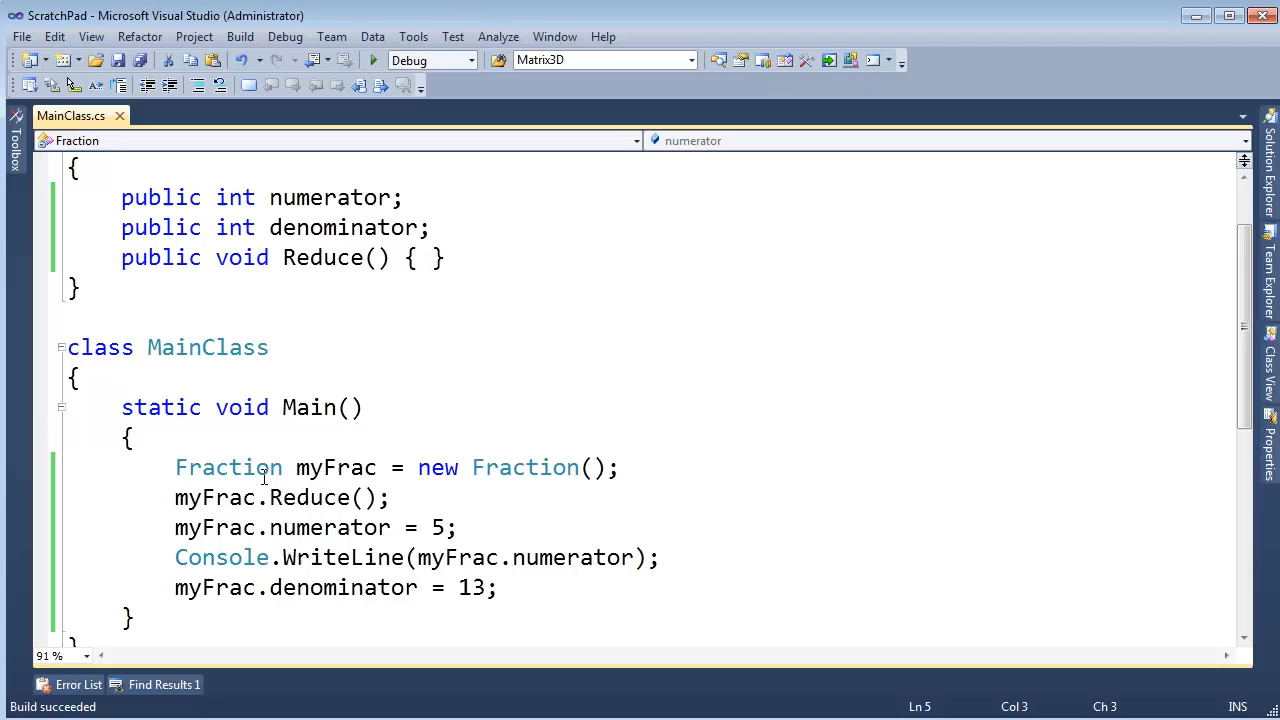 ScratchPad - Microsoft Visual Studio (Administrator)
File Edit View Refactor Project Build Debug Team Data Tools Test Analyze Window Help
Debug Matrix3D
MainClass.cs
Fraction numerator
{
public int numerator;
public int denominator;
public void Reduce() { }
}
class MainClass
{
static void Main()
{
Fraction myFrac = new Fraction();
myFrac.Reduce();
myFrac.numerator = 5;
Console.WriteLine(myFrac.numerator);
myFrac.denominator = 13;
}
}
91 %
Error List Find Results 1
Build succeeded Ln 5 Col 3 Ch 3 INS
Toolbox
Solution Explorer
Team Explorer
Class View
Properties